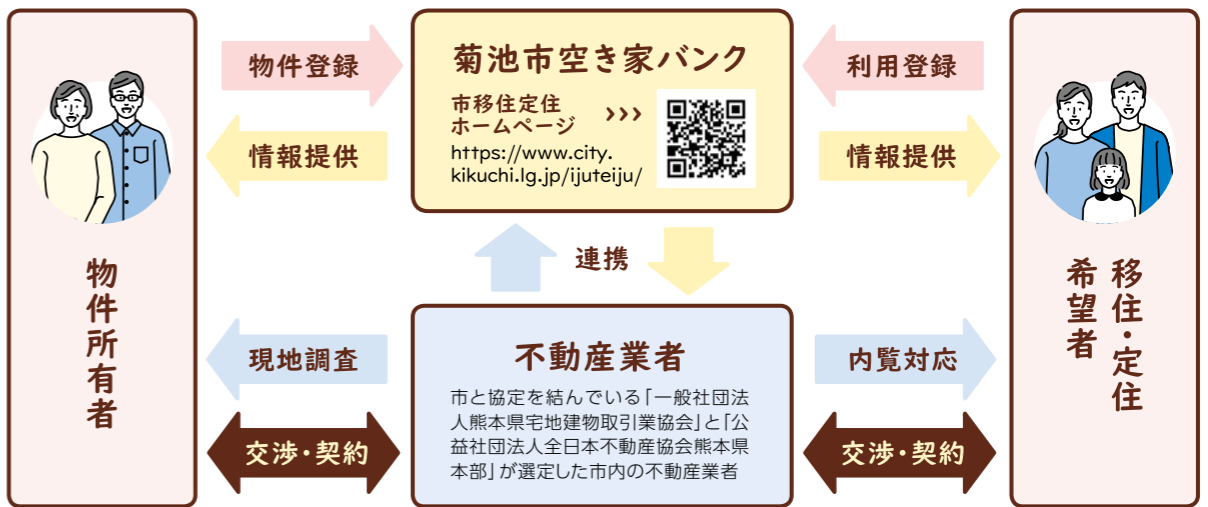 物件所有者
物件登録
情報提供
菊池市空き家バンク
市移住定住
ホームページ >>>
https://www.city.
kikuchi.lg.jp/ijuteiju/
利用登録
情報提供
連携
現地調査
交渉・契約
不動産業者
市と協定を結んでいる「一般社団法
人熊本県宅地建物取引業協会」と「公
益社団法人全日本不動産協会熊本県
本部」が選定した市内の不動産業者
内覧対応
交渉・契約
移住・定住
希望者